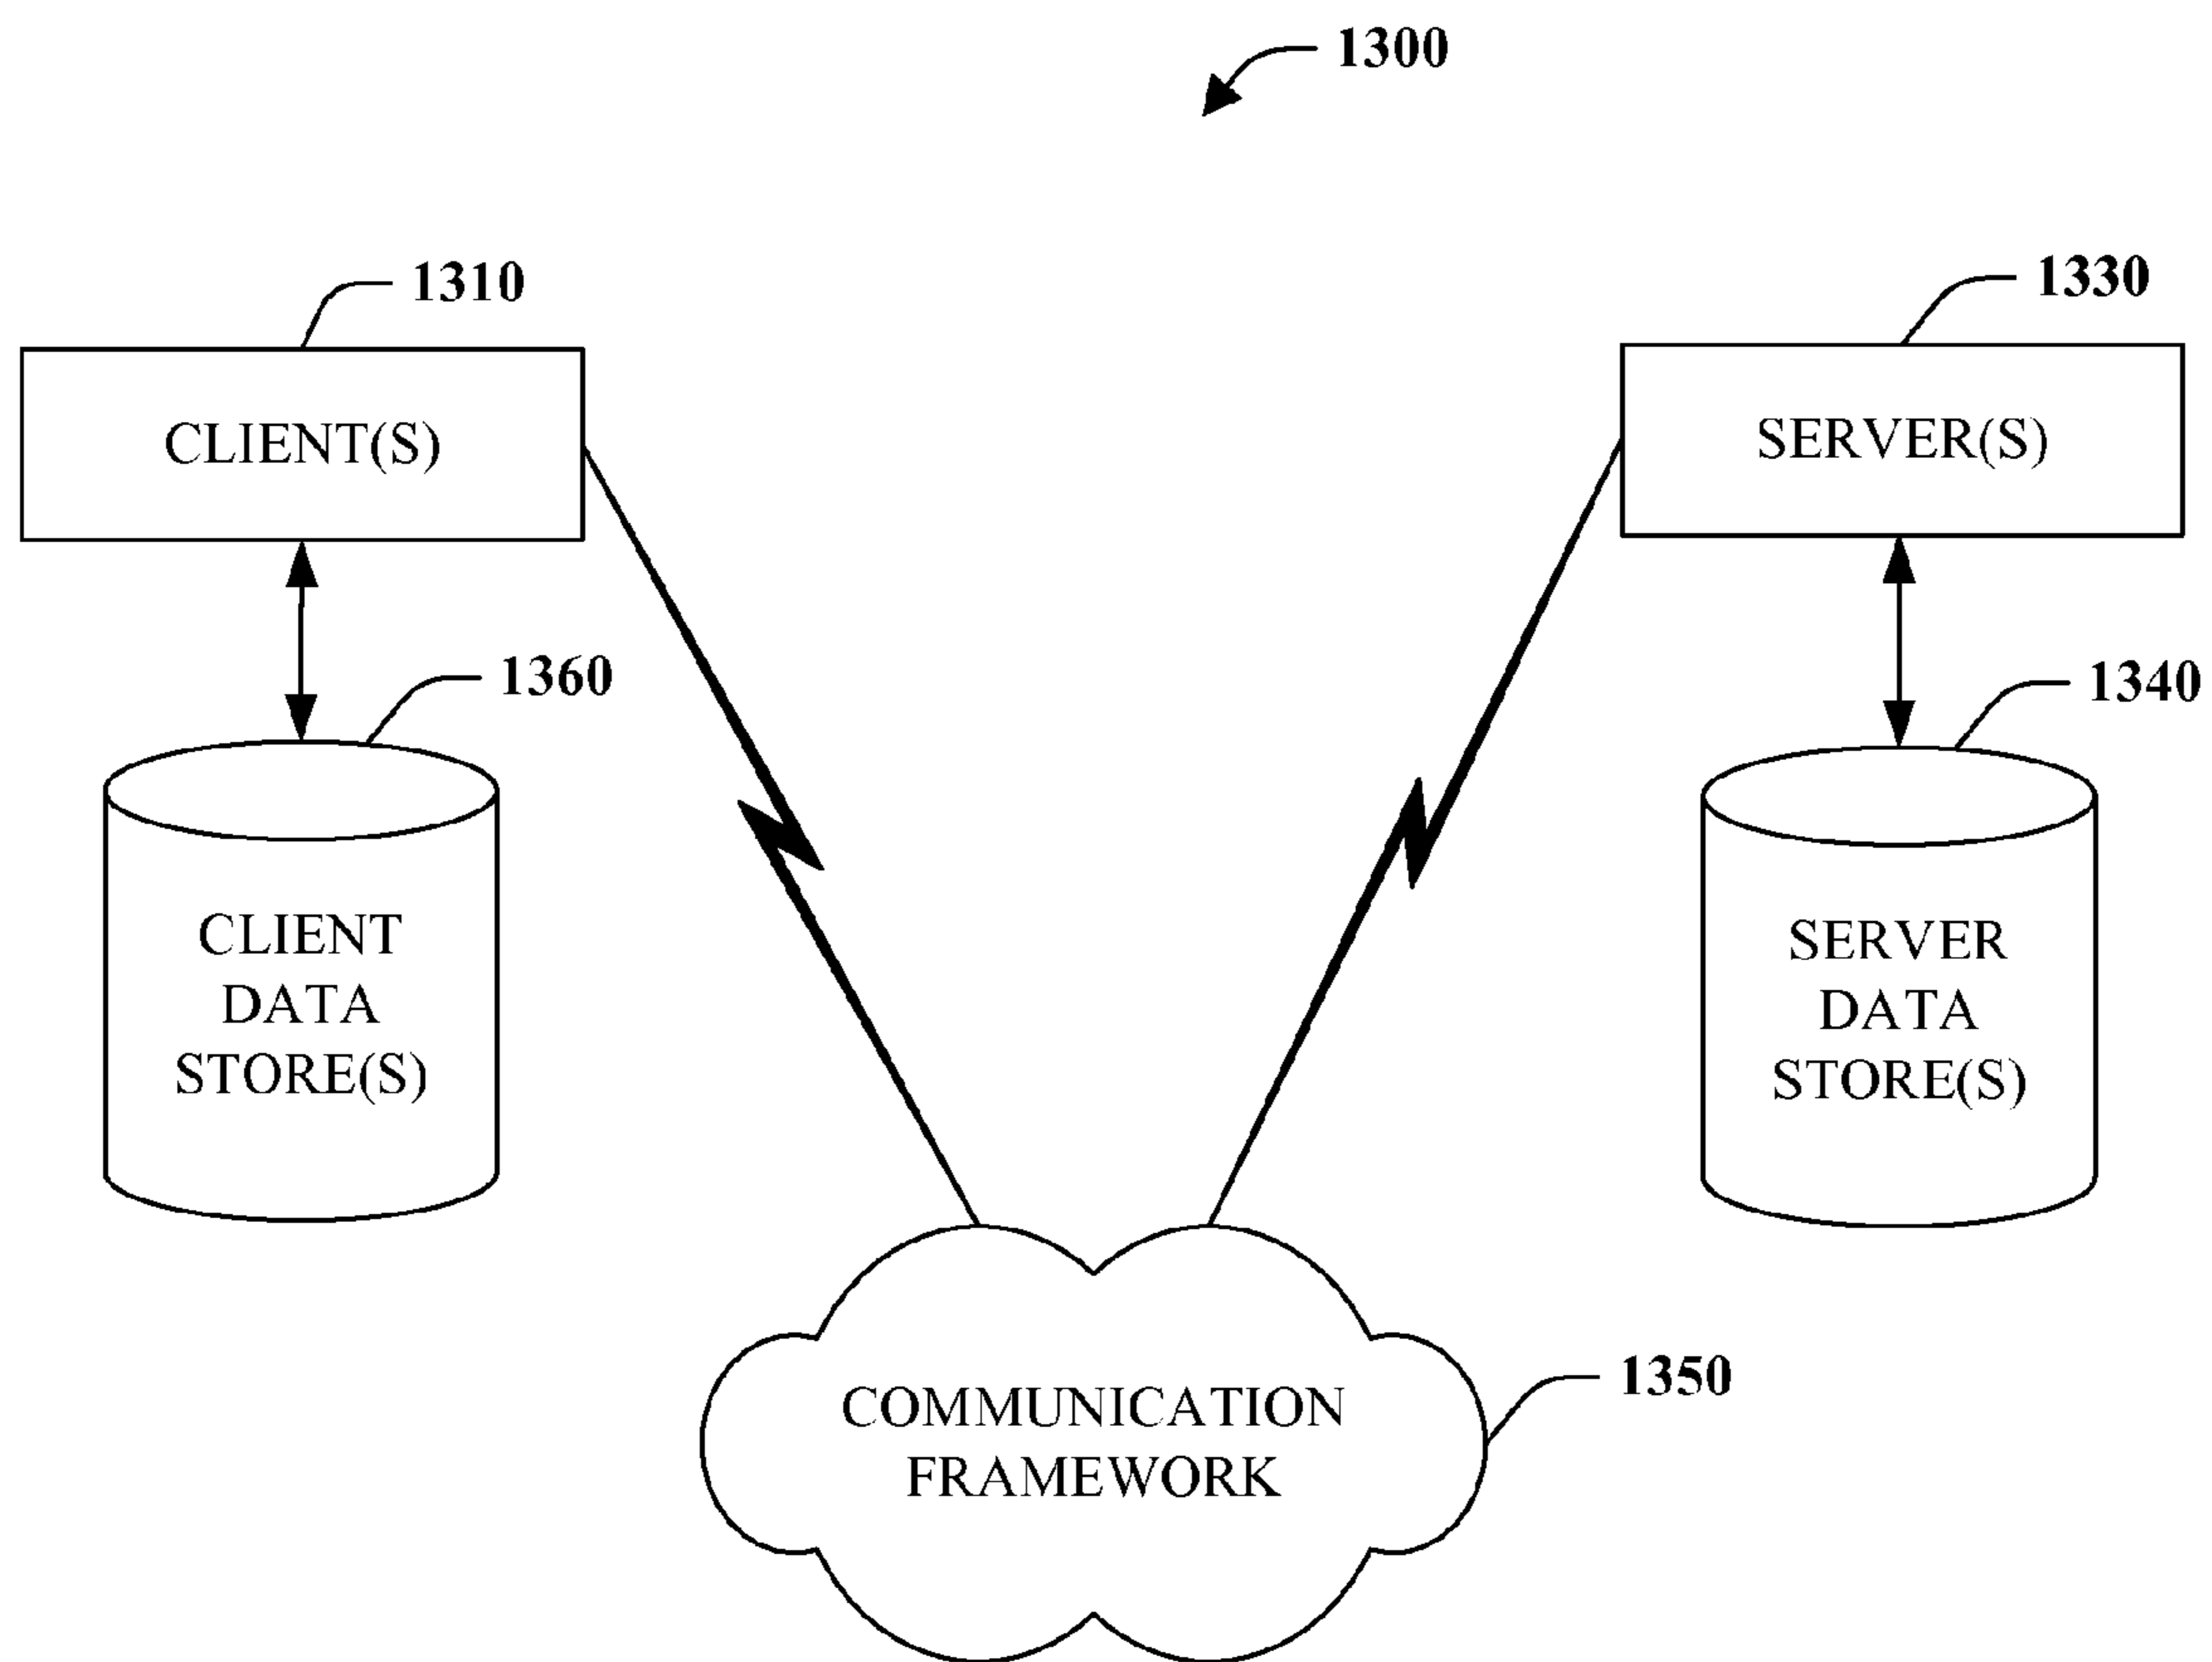 1300
1310
1330
CLIENT(S)
SERVER(S)
1360
1340
CLIENT
DATA
STORE(S)
SERVER
DATA
STORE(S)
1350
COMMUNICATION
FRAMEWORK